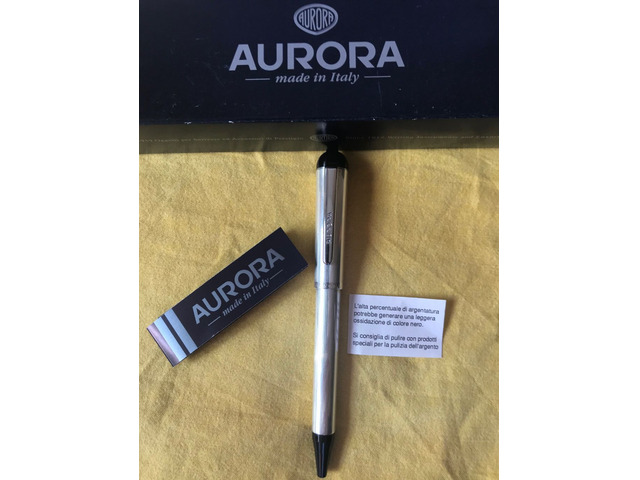 AURORA
AURORA
made in Italy
AURORA
AURORA
made in Italy
L'alta percentuale di argentatura
potrebbe generare una leggera
ossidazione di colore nero.
Si consiglia di pulire con prodotti
speciali per la pulizia dell'argento